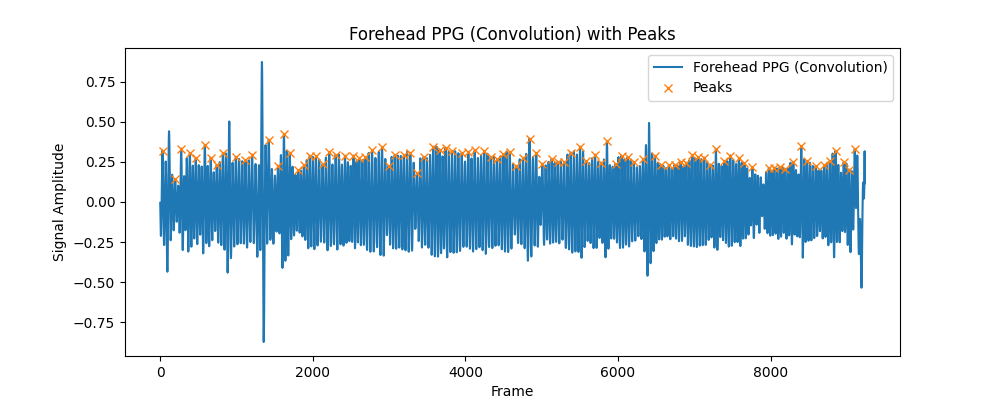 Forehead PPG (Convolution) with Peaks
Forehead PPG (Convolution)
Peaks
Signal Amplitude
0.75
0.50
0.25
0.00
−0.25
−0.50
−0.75
0 2000 4000 6000 8000
Frame